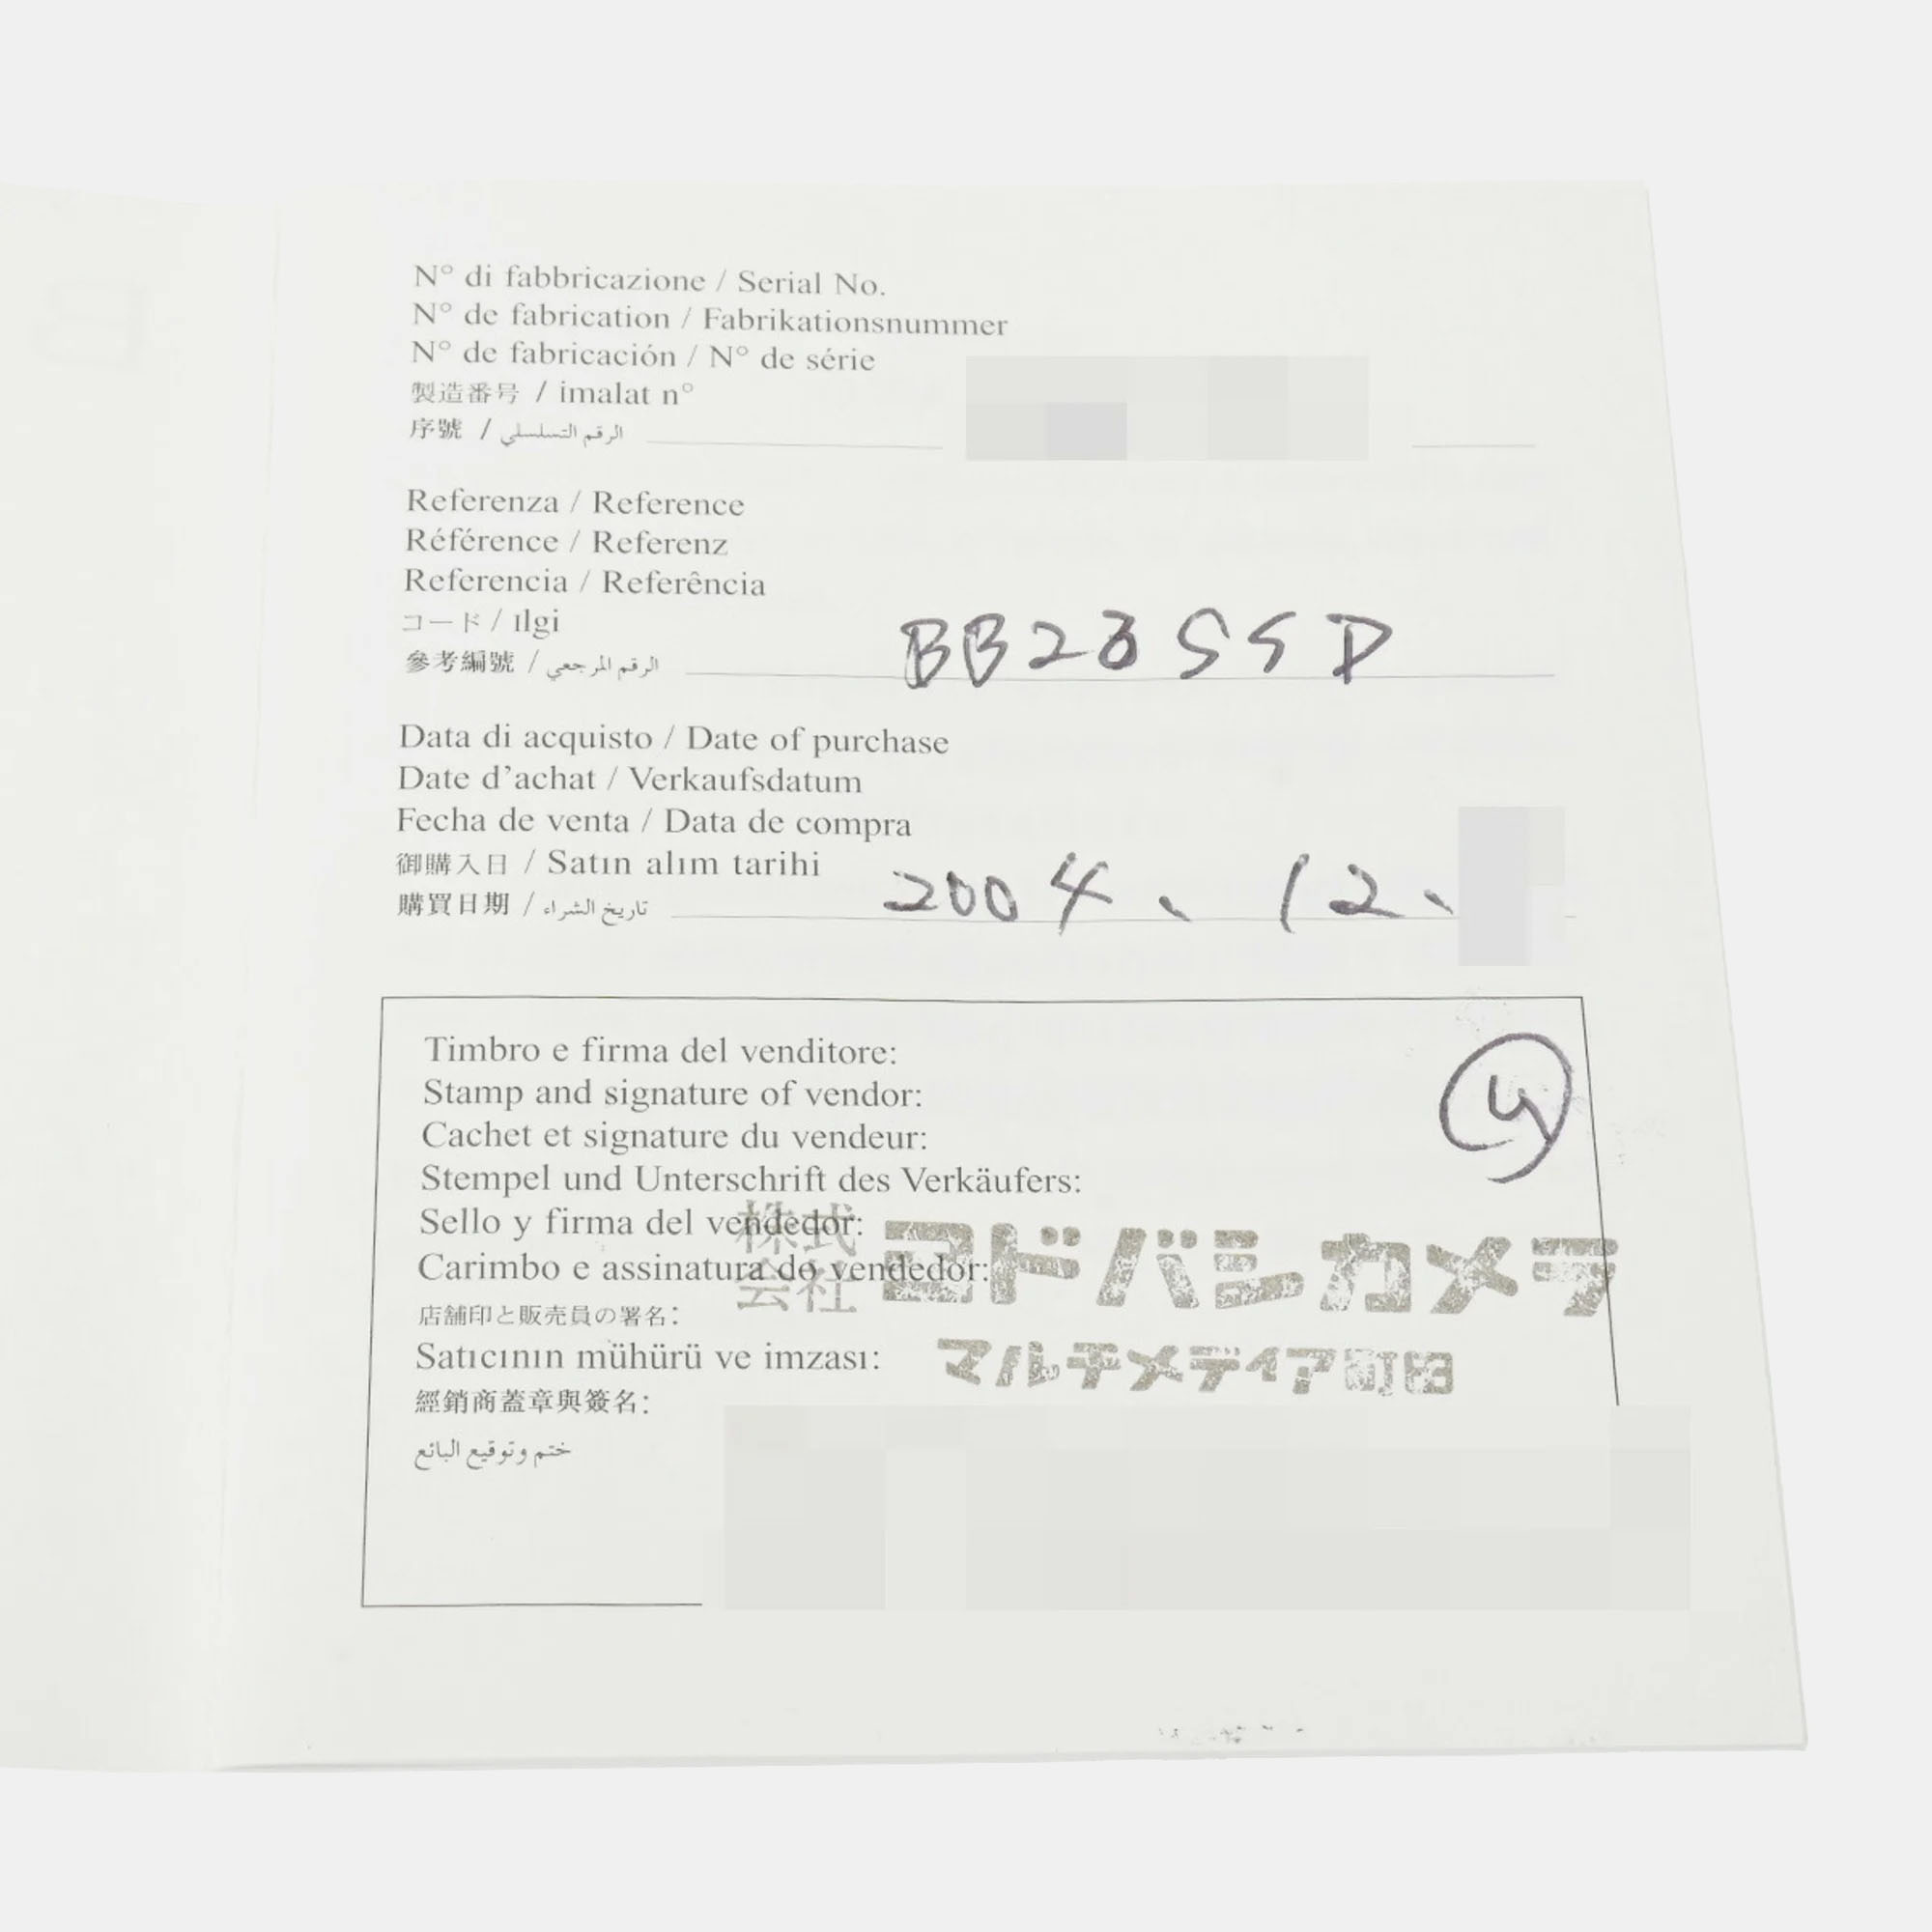 N° di fabbricazione / Serial No.
N° de fabrication / Fabrikationsnummer
N° de fabricación / N° de série
製造番号 / imalat n°
序號 / الرقم التسلسلي
Referenza / Reference
Référence / Referenz
Referencia / Referência
コード / ılgi
參考編號 / الرقم المرجعي
BB23SSD
Data di acquisto / Date of purchase
Date d'achat / Verkaufsdatum
Fecha de venta / Data de compra
御購入日 / Satın alım tarihi
購買日期 / تاريخ الشراء
2004、12、
Timbro e firma del venditore:
Stamp and signature of vendor:
Cachet et signature du vendeur:
Stempel und Unterschrift des Verkäufers:
Sello y firma del vendedor:
Carimbo e assinatura do vendedor:
株式会社 ヨドバシカメラ
店舗印と販売員の署名:
Satıcının mühürü ve imzası:
マルチメディア町田
經銷商蓋章與簽名:
ختم وتوقيع البائع